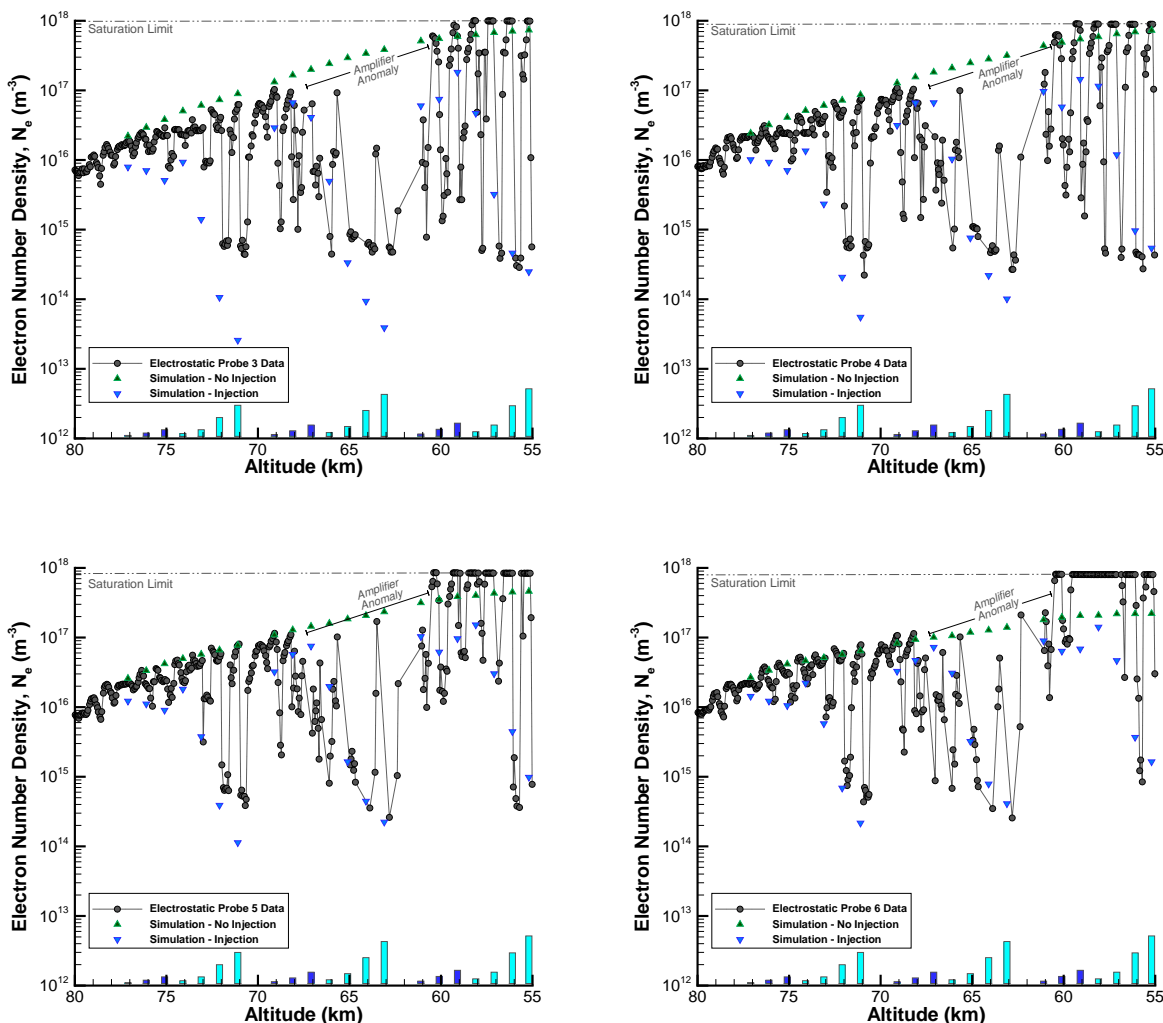 Electron Number Density, Nₑ (m⁻³)
10¹⁸
10¹⁷
10¹⁶
10¹⁵
10¹⁴
10¹³
10¹²
Saturation Limit
Amplifier
Anomaly
Electrostatic Probe 3 Data
Simulation - No Injection
Simulation - Injection
80 75 70 65 60 55
Altitude (km)
Electron Number Density, Nₑ (m⁻³)
10¹⁸
10¹⁷
10¹⁶
10¹⁵
10¹⁴
10¹³
10¹²
Saturation Limit
Amplifier
Anomaly
Electrostatic Probe 4 Data
Simulation - No Injection
Simulation - Injection
80 75 70 65 60 55
Altitude (km)
Electron Number Density, Nₑ (m⁻³)
10¹⁸
10¹⁷
10¹⁶
10¹⁵
10¹⁴
10¹³
10¹²
Saturation Limit
Amplifier
Anomaly
Electrostatic Probe 5 Data
Simulation - No Injection
Simulation - Injection
80 75 70 65 60 55
Altitude (km)
Electron Number Density, Nₑ (m⁻³)
10¹⁸
10¹⁷
10¹⁶
10¹⁵
10¹⁴
10¹³
10¹²
Saturation Limit
Amplifier
Anomaly
Electrostatic Probe 6 Data
Simulation - No Injection
Simulation - Injection
80 75 70 65 60 55
Altitude (km)